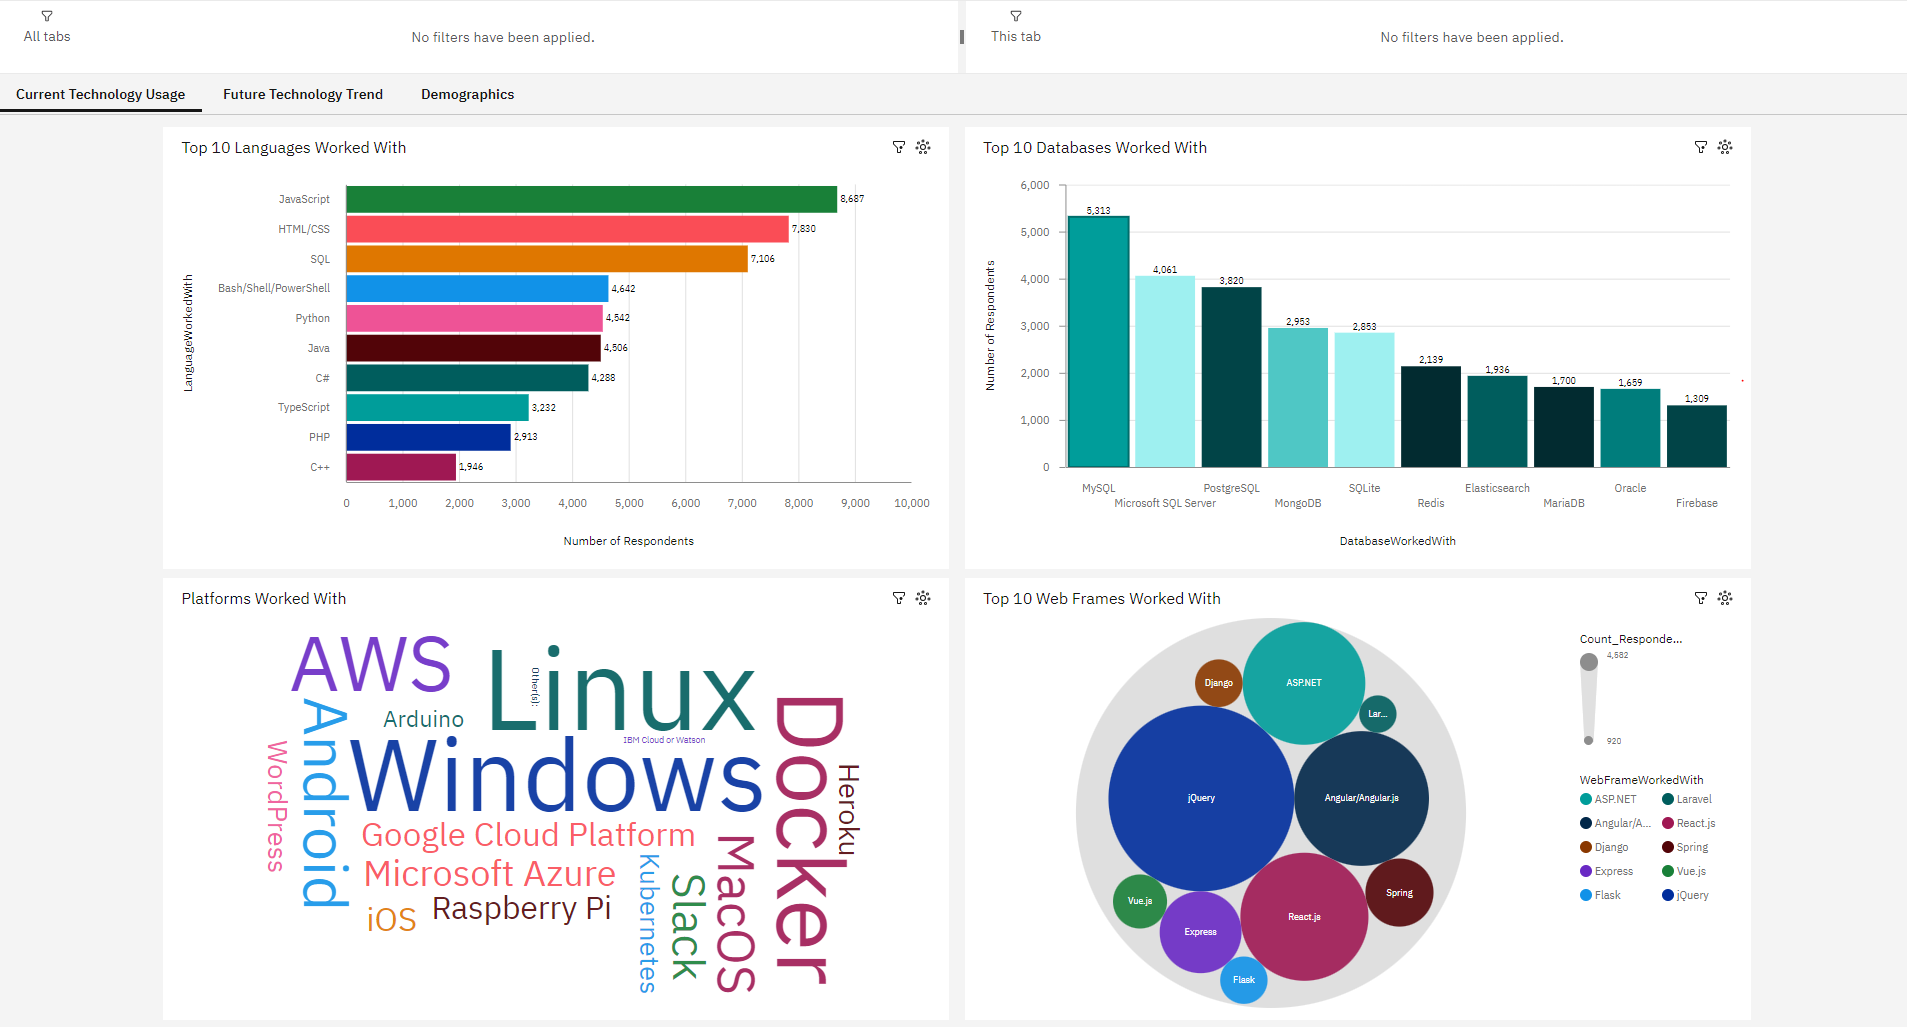 All tabs
No filters have been applied.
This tab
No filters have been applied.
Current Technology Usage
Future Technology Trend
Demographics
Top 10 Languages Worked With
LanguageWorkedWith
JavaScript
8,687
HTML/CSS
7,830
SQL
7,106
Bash/Shell/PowerShell
4,642
Python
4,542
Java
4,506
C#
4,288
TypeScript
3,232
PHP
2,913
C++
1,946
0 1,000 2,000 3,000 4,000 5,000 6,000 7,000 8,000 9,000 10,000
Number of Respondents
Top 10 Databases Worked With
Number of Respondents
6,000
5,000
4,000
3,000
2,000
1,000
0
5,313
4,061
3,820
2,953
2,853
2,139
1,936
1,700
1,659
1,309
MySQL
Microsoft SQL Server
PostgreSQL
MongoDB
SQLite
Redis
Elasticsearch
MariaDB
Oracle
Firebase
DatabaseWorkedWith
Platforms Worked With
AWS
Linux
Other(s):
Arduino
Android
WordPress
IBM Cloud or Watson
Windows
Docker
Heroku
Google Cloud Platform
Microsoft Azure
iOS
Raspberry Pi
Kubernetes
Slack
MacOS
Top 10 Web Frames Worked With
Django
ASP.NET
Lar...
jQuery
Angular/Angular.js
Vue.js
Express
React.js
Spring
Flask
Count_Responde...
4,682
920
WebFrameWorkedWith
ASP.NET
Laravel
Angular/A...
React.js
Django
Spring
Express
Vue.js
Flask
jQuery